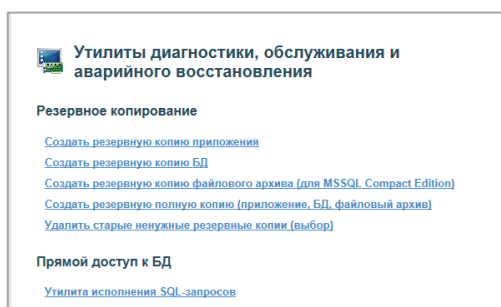 Утилиты диагностики, обслуживания и
аварийного восстановления
Резервное копирование
Создать резервную копию приложения
Создать резервную копию БД
Создать резервную копию файлового архива (для MSSQL Compact Edition)
Создать резервную полную копию (приложение, БД, файловый архив)
Удалить старые ненужные резервные копии (выбор)
Прямой доступ к БД
Утилита исполнения SQL-запросов